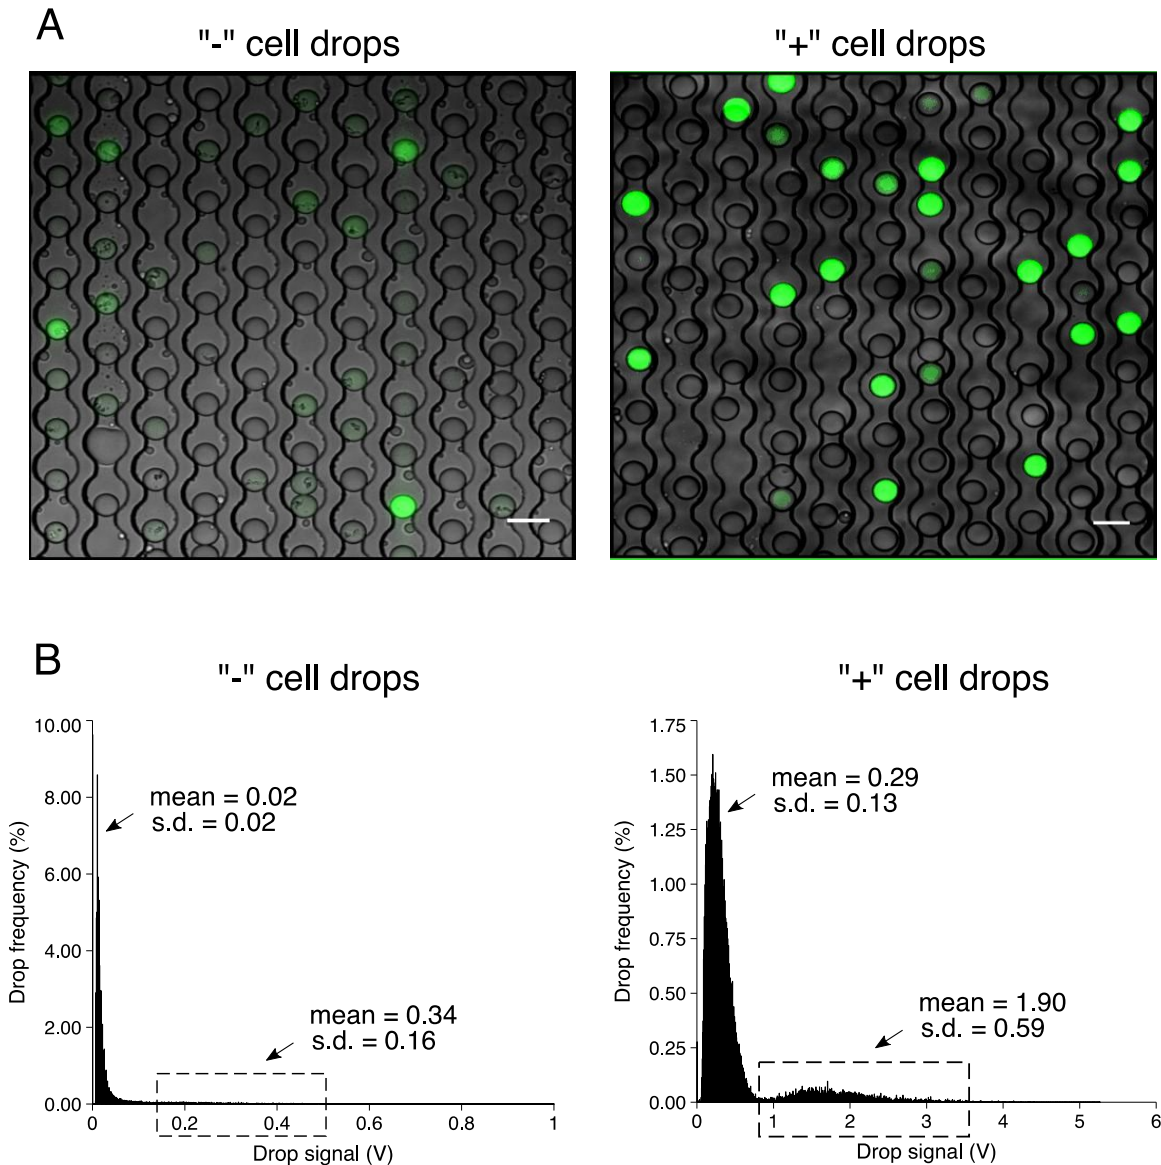 A
"-" cell drops
"+" cell drops
B
"-" cell drops
"+" cell drops
10.00
8.00
6.00
4.00
2.00
0.00
Drop frequency (%)
mean = 0.02
s.d. = 0.02
mean = 0.34
s.d. = 0.16
0
0.2
0.4
0.6
0.8
1
Drop signal (V)
1.75
1.50
1.25
1.00
0.75
0.50
0.25
0.00
Drop frequency (%)
mean = 0.29
s.d. = 0.13
mean = 1.90
s.d. = 0.59
0
1
2
3
4
5
6
Drop signal (V)